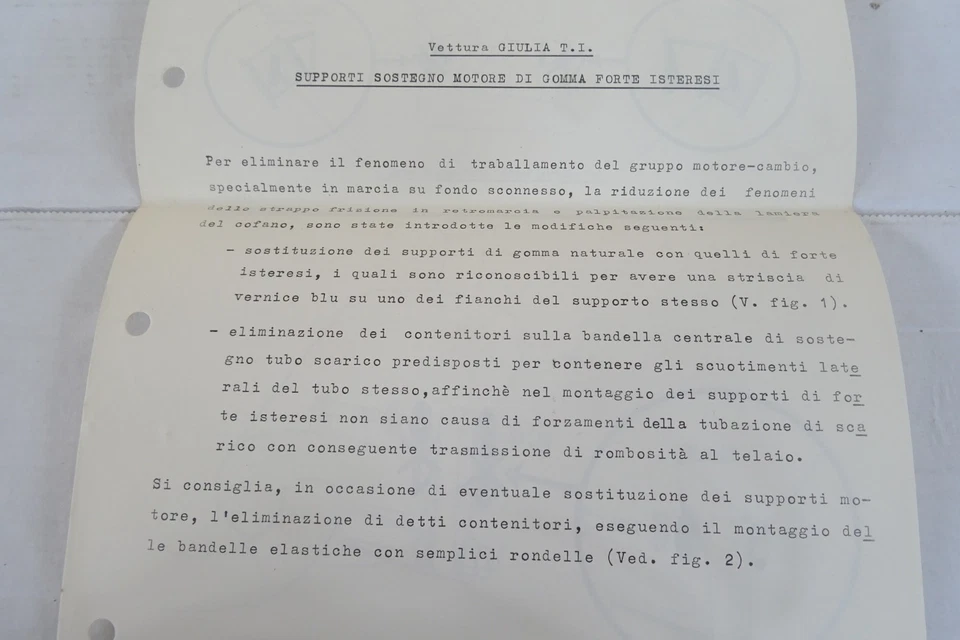 Vettura GIULIA T.I.
SUPPORTI SOSTEGNO MOTORE DI GOMMA FORTE ISTERESI
Per eliminare il fenomeno di traballamento del gruppo motore-cambio,
specialmente in marcia su fondo sconnesso, la riduzione dei fenomeni
dello strappo frizione in retromarcia e palpitazione della lamiera
del cofano, sono state introdotte le modifiche seguenti:
- sostituzione dei supporti di gomma naturale con quelli di forte
isteresi, i quali sono riconoscibili per avere una striscia di
vernice blu su uno dei fianchi del supporto stesso (V. fig. 1).
- eliminazione dei contenitori sulla bandella centrale di soste-
gno tubo scarico predisposti per contenere gli scuotimenti late
rali del tubo stesso,affinchè nel montaggio dei supporti di for
te isteresi non siano causa di forzamenti della tubazione di sca
rico con conseguente trasmissione di rombosità al telaio.
Si consiglia, in occasione di eventuale sostituzione dei supporti mo-
tore, l'eliminazione di detti contenitori, eseguendo il montaggio del
le bandelle elastiche con semplici rondelle (Ved. fig. 2).